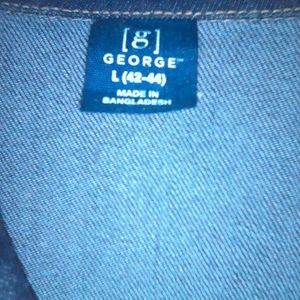 [g]
GEORGE™
L (42-44)
MADE IN
BANGLADESH